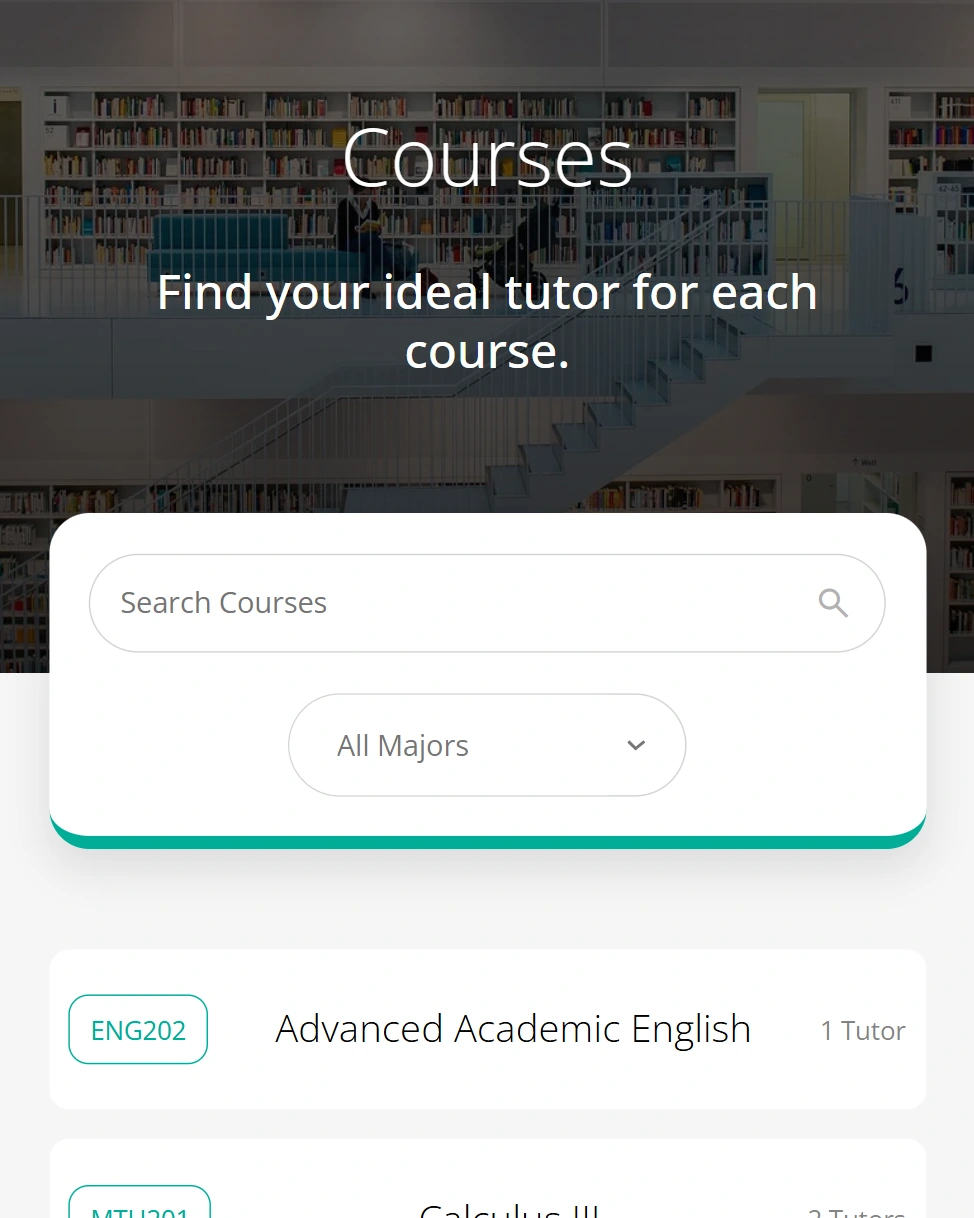 Courses
Find your ideal tutor for each
course.
Search Courses
All Majors
ENG202
Advanced Academic English
1 Tutor
MTH201
Calculus III
2 Tutors